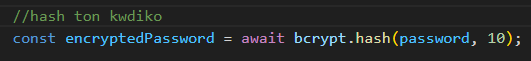 //hash ton kwdiko
const encryptedPassword = await bcrypt.hash(password, 10);